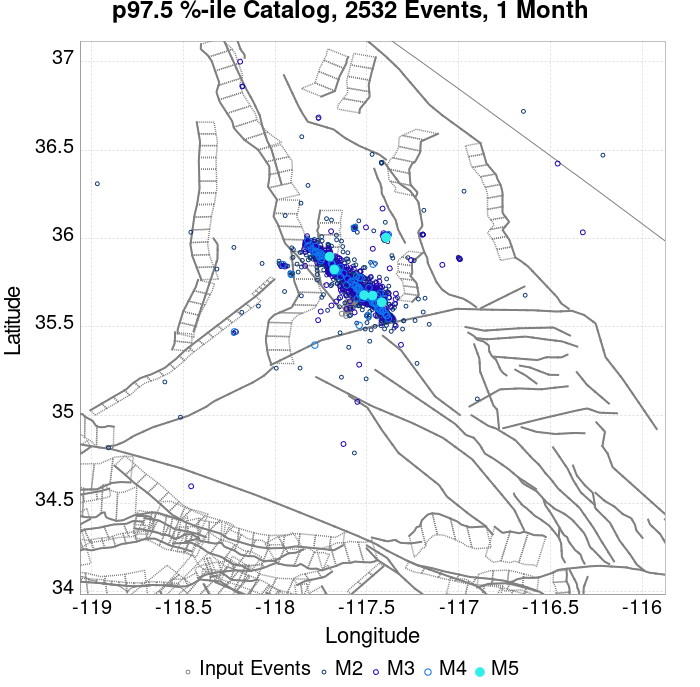 p97.5 %-ile Catalog, 2532 Events, 1 Month
37
36.5
36
35.5
35
34.5
34
Latitude
-119 -118.5 -118 -117.5 -117 -116.5 -116
Longitude
Input Events M2 M3 M4 M5